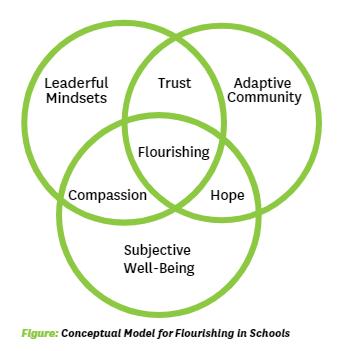 Leaderful
Mindsets
Trust
Adaptive
Community
Flourishing
Compassion
Hope
Subjective
Well-Being
Figure: Conceptual Model for Flourishing in Schools